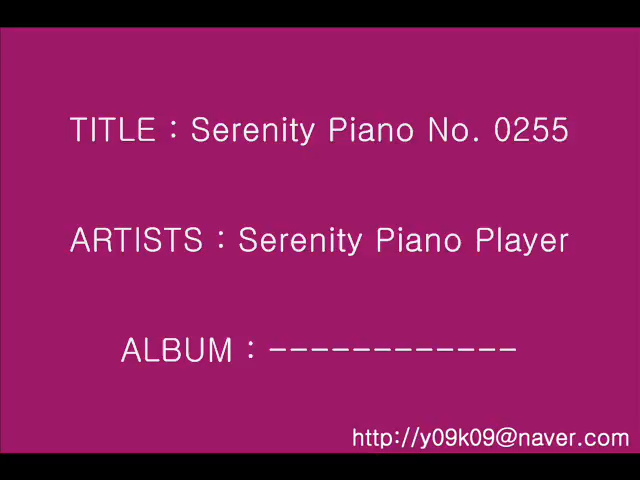 TITLE : Serenity Piano No. 0255
ARTISTS : Serenity Piano Player
ALBUM : ------------
http://y09k09@naver.com